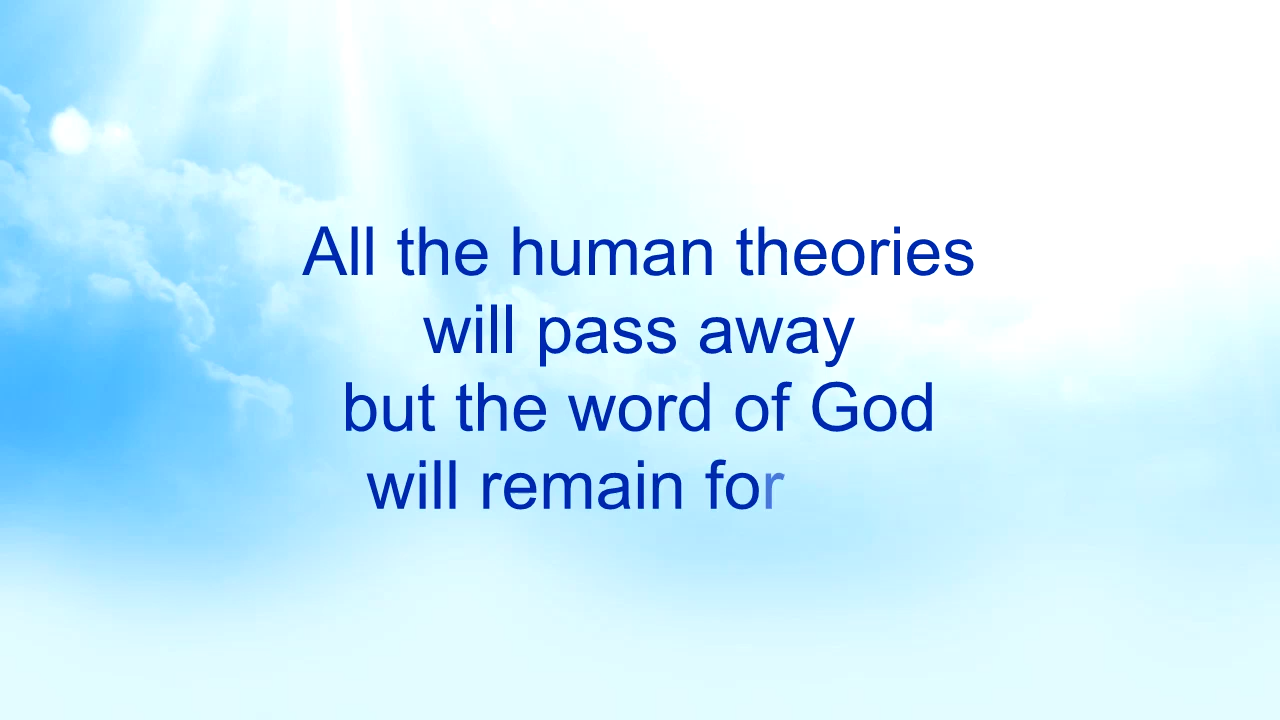 All the human theories
will pass away
but the word of God
will remain for